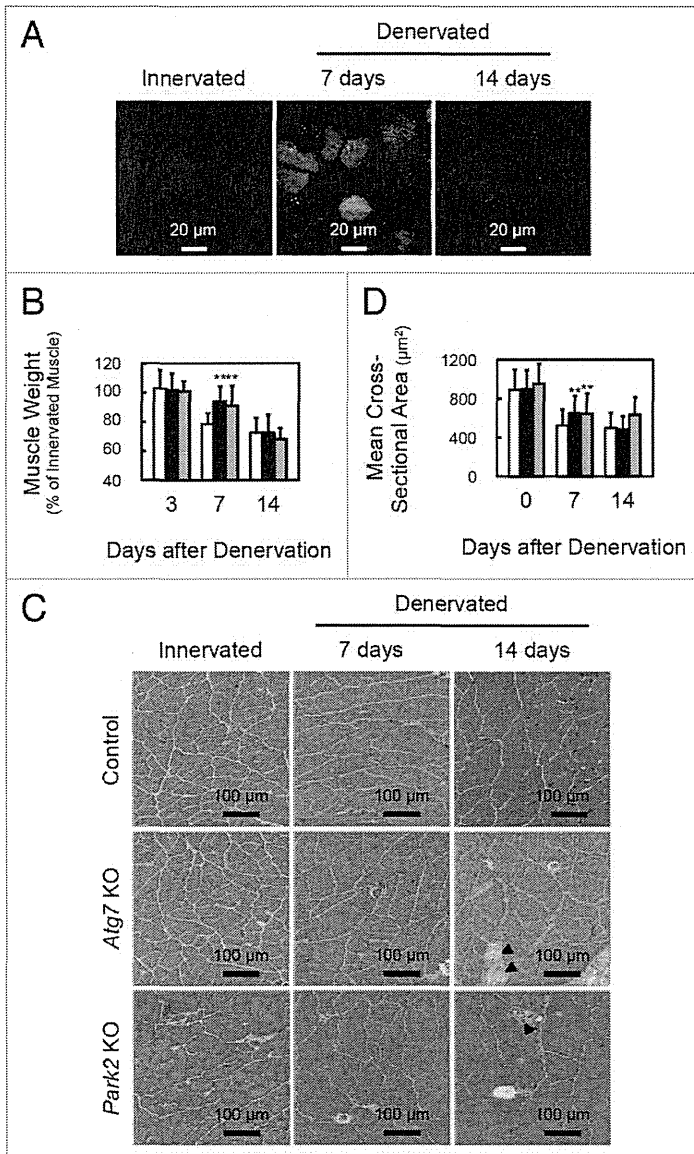 A
Denervated
Innervated 7 days 14 days
20 µm 20 µm 20 µm
B
Muscle Weight
(% of Innervated Muscle)
120
100
80
60
40
****
3 7 14
Days after Denervation
D
Mean Cross-
Sectional Area (µm²)
1200
800
400
0
** **
0 7 14
Days after Denervation
C
Denervated
Innervated 7 days 14 days
Control
100 µm 100 µm 100 µm
Atg7 KO
100 µm 100 µm 100 µm
Park2 KO
100 µm 100 µm 100 µm